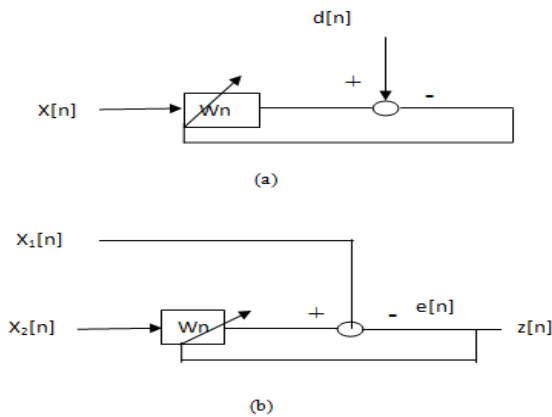 d[n]
+
-
X[n]
Wn
(a)
X₁[n]
X₂[n]
Wn
+
-
e[n]
z[n]
(b)